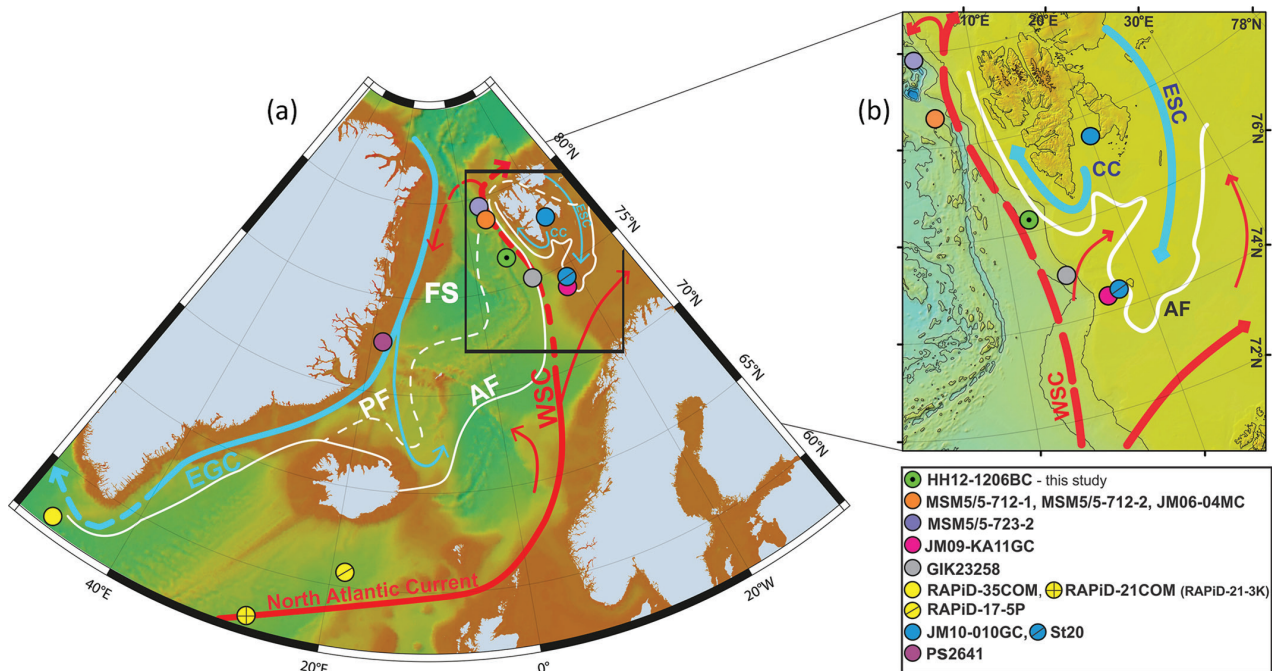 (a)
80°N
75°N
70°N
65°N
60°N
ESC
CC
FS
WSC
AF
PF
EGC
North Atlantic Current
40°E
20°E
0°
20°W
(b)
10°E
20°E
30°E
78°N
76°N
74°N
72°N
ESC
CC
AF
WSC
HH12-1206BC - this study
MSM5/5-712-1, MSM5/5-712-2, JM06-04MC
MSM5/5-723-2
JM09-KA11GC
GIK23258
RAPiD-35COM, RAPiD-21COM (RAPiD-21-3K)
RAPiD-17-5P
JM10-010GC, St20
PS2641